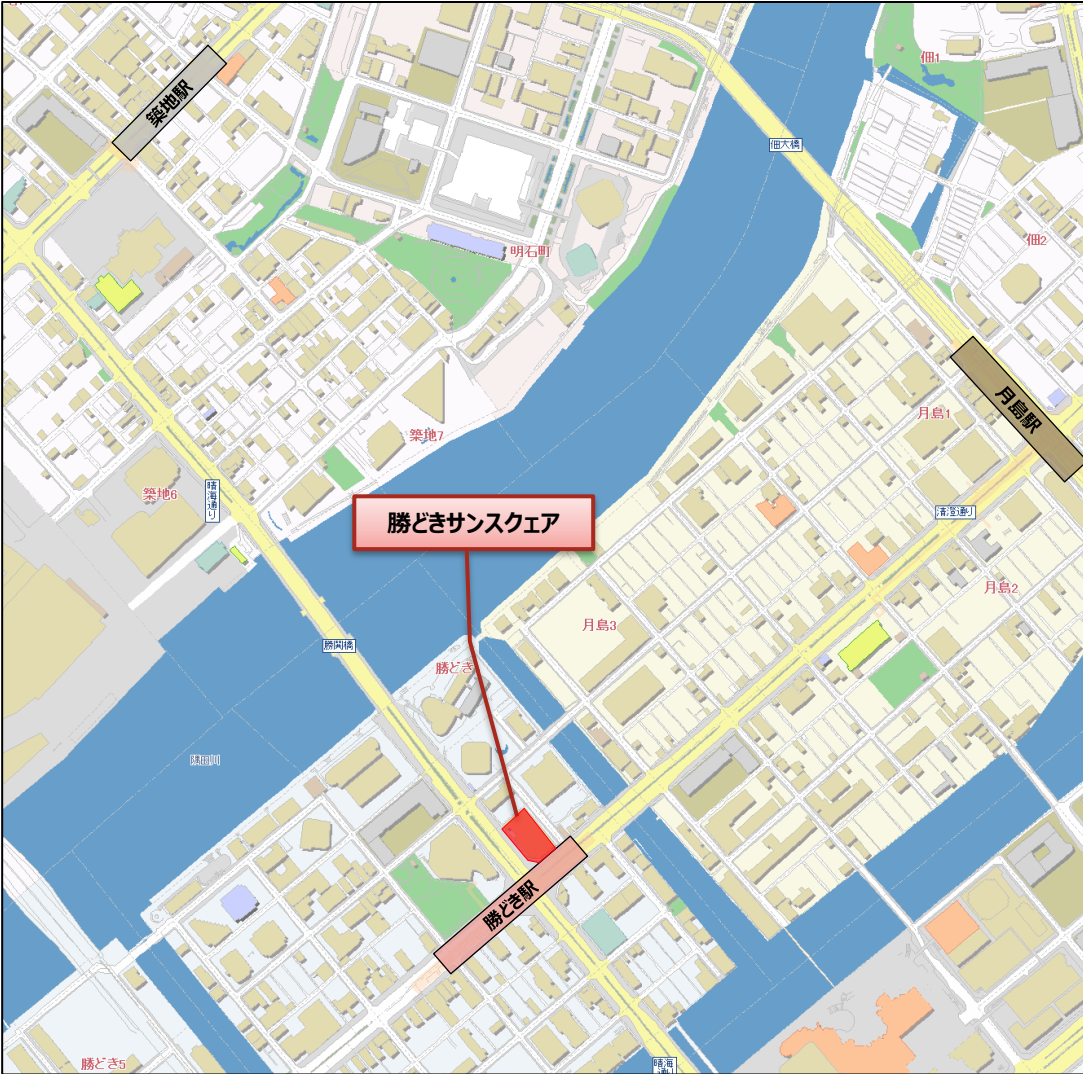 佃1
築地駅
佃大橋
佃2
明石町
月島駅
月島1
築地7
築地6
晴海通り
清澄通り
勝どきサンスクェア
月島2
月島3
勝鬨橋
勝どき
隅田川
勝どき駅
勝どき5
晴海